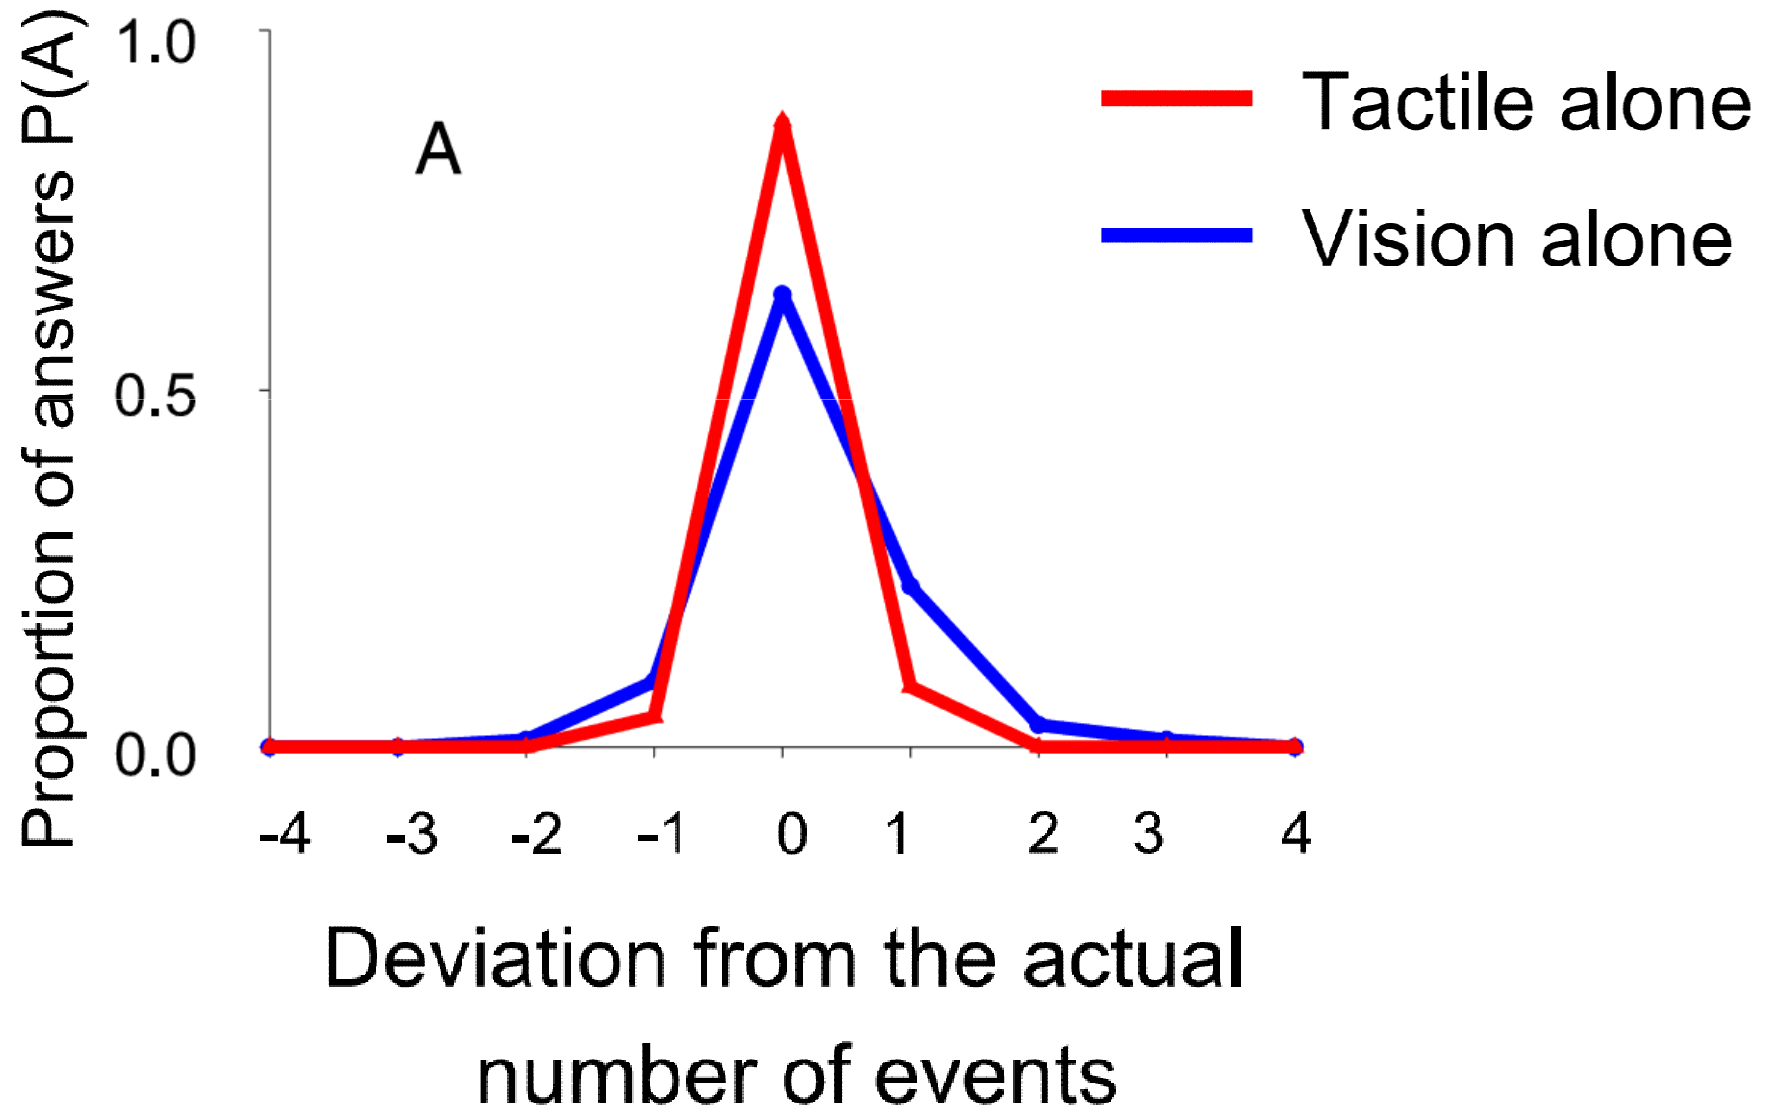 Proportion of answers P(A)
1.0
0.5
0.0
A
Tactile alone
Vision alone
-4 -3 -2 -1 0 1 2 3 4
Deviation from the actual
number of events